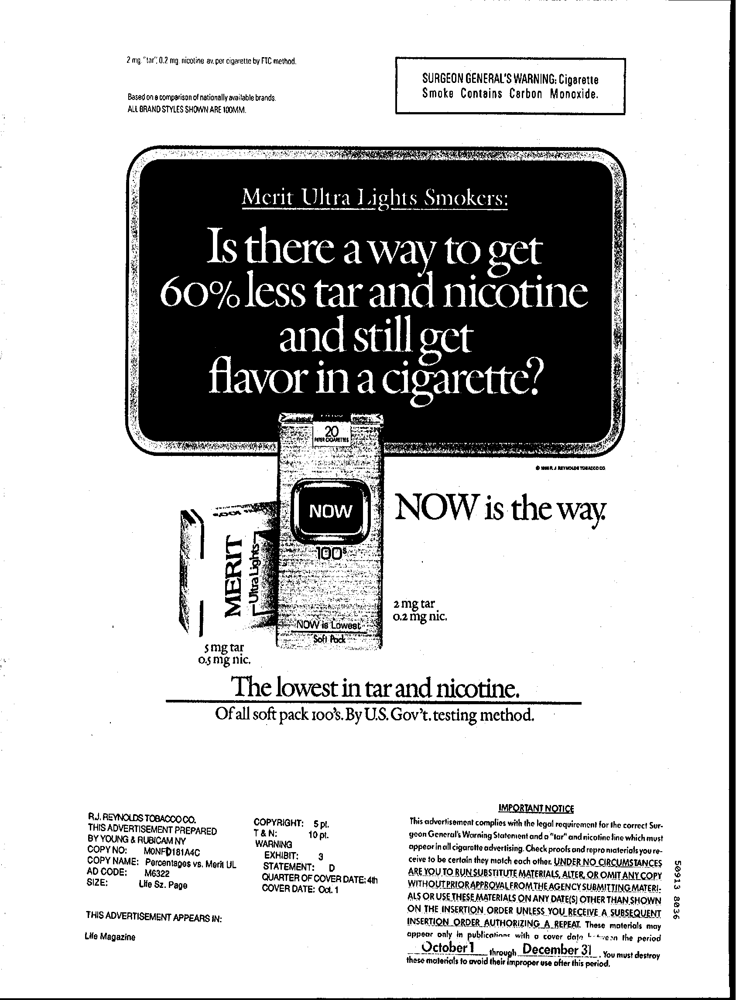 2 mg. "tar", 0.2 mg. nicotine av. per cigarette by FTC method.
SURGEON GENERAL'S WARNING: Cigarette
Smoke Contains Carbon Monoxide.
Based on a comparison of nationally available brands.
ALL BRAND STYLES SHOWN ARE 100MM.
Merit Ultra Lights Smokers:
Is there a way to get
60% less tar and nicotine
and still get
flavor in a cigarette?
20
FILTER CIGARETTES
R.J. REYNOLDS TOBACCO CO.
NOW
NOW is the way.
100's
MERIT
Ultra Lights
2 mg tar
0.2 mg nic.
NOW is Lowest
Soft Pack
5 mg tar
0.5 mg nic.
The lowest in tar and nicotine.
Of all soft pack 100's. By U.S. Gov't. testing method.
R.J. REYNOLDS TOBACCO CO.
THIS ADVERTISEMENT PREPARED
BY YOUNG & RUBICAM NY
COPY NO: MONFD181A4C
COPY NAME: Percentages vs. Merit UL
AD CODE: M6322
SIZE: Life Sz. Page
THIS ADVERTISEMENT APPEARS IN:
Life Magazine
COPYRIGHT: 5 pt.
T & N: 10 pt.
WARNING
EXHIBIT: 3
STATEMENT: D
QUARTER OF COVER DATE: 4th
COVER DATE: Oct. 1
IMPORTANT NOTICE
This advertisement complies with the legal requirement for the correct Sur-
geon General's Warning Statement and a "tar" and nicotine line which must
appear in all cigarette advertising. Check proofs and repro materials you re-
ceive to be certain they match each other. UNDER NO CIRCUMSTANCES
ARE YOU TO RUN SUBSTITUTE MATERIALS, ALTER, OR OMIT ANY COPY
WITHOUT PRIOR APPROVAL FROM THE AGENCY SUBMITTING MATERI-
ALS OR USE THESE MATERIALS ON ANY DATE(S) OTHER THAN SHOWN
ON THE INSERTION ORDER UNLESS YOU RECEIVE A SUBSEQUENT
INSERTION ORDER AUTHORIZING A REPEAT. These materials may
appear only in publications with a cover date between the period
October 1 through December 31. You must destroy
these materials to avoid their improper use after this period.
50913 8036